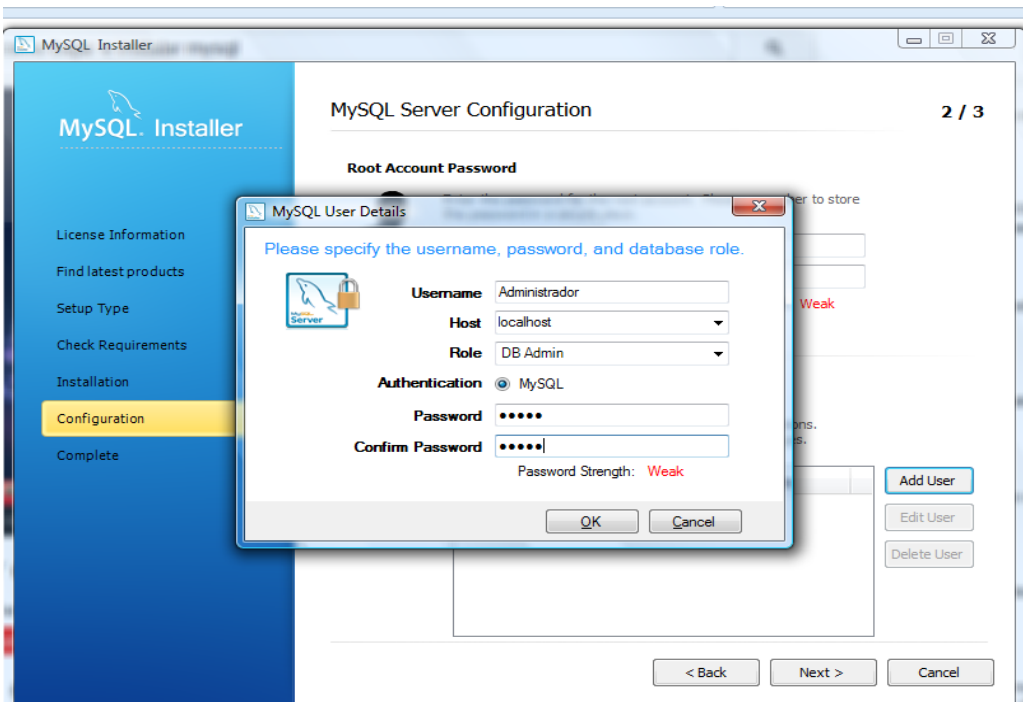 MySQL Installer
MySQL. Installer
License Information
Find latest products
Setup Type
Check Requirements
Installation
Configuration
Complete
MySQL Server Configuration
2 / 3
Root Account Password
er to store
Weak
ons.
es.
Add User
Edit User
Delete User
< Back
Next >
Cancel
MySQL User Details
Please specify the username, password, and database role.
MySQL
Server
Username
Administrador
Host
localhost
Role
DB Admin
Authentication
MySQL
Password
•••••
Confirm Password
•••••
Password Strength: Weak
OK
Cancel